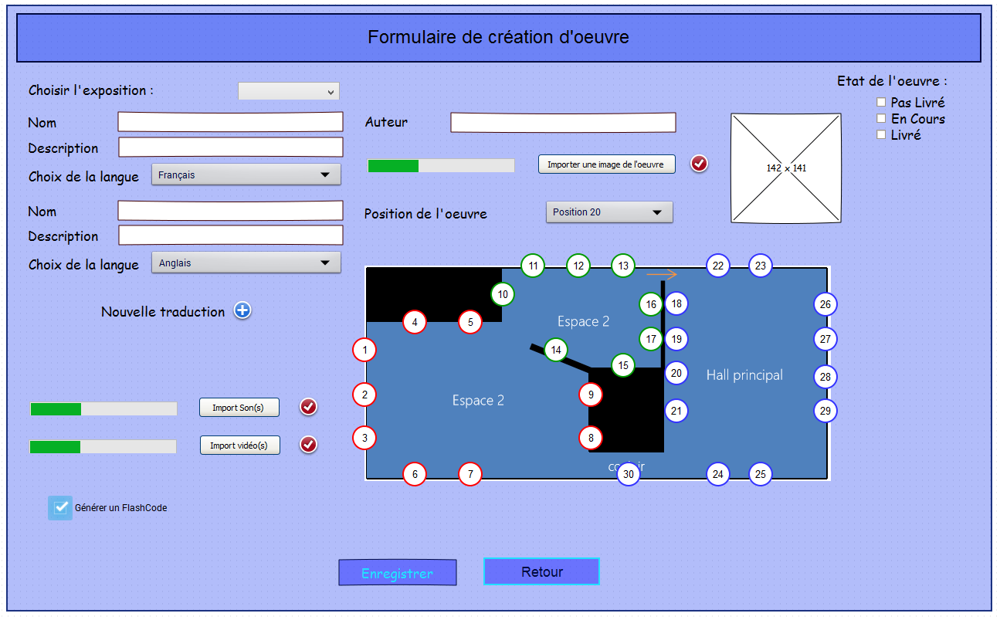 Formulaire de création d'oeuvre
Choisir l'exposition :
Etat de l'oeuvre :
Pas Livré
En Cours
Livré
Nom
Auteur
Description
Choix de la langue
Français
Importer une image de l'oeuvre
142 x 141
Nom
Position de l'oeuvre
Position 20
Description
Choix de la langue
Anglais
Nouvelle traduction
11
12
13
22
23
10
16
18
26
4
5
Espace 2
1
14
17
19
27
15
20
Hall principal
28
2
Espace 2
9
21
29
3
8
6
7
30
24
25
Import Son(s)
Import vidéo(s)
Générer un FlashCode
Enregistrer
Retour